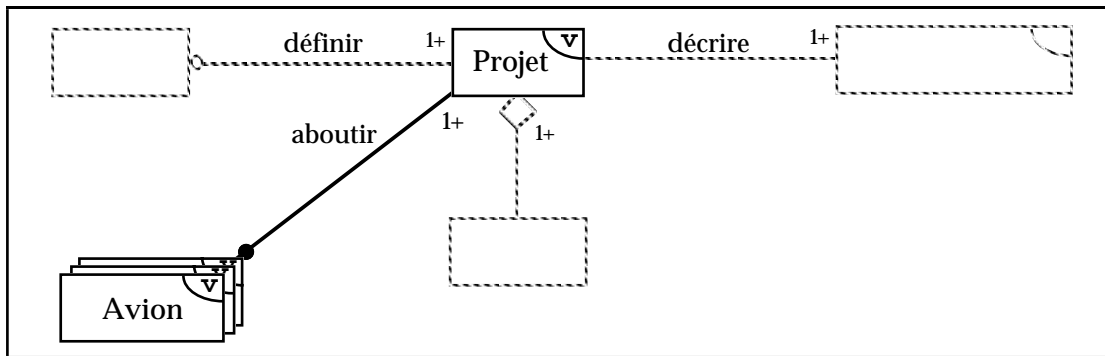 définir 1+ Projet v décrire 1+
aboutir 1+ 1+
v
v
Avion v